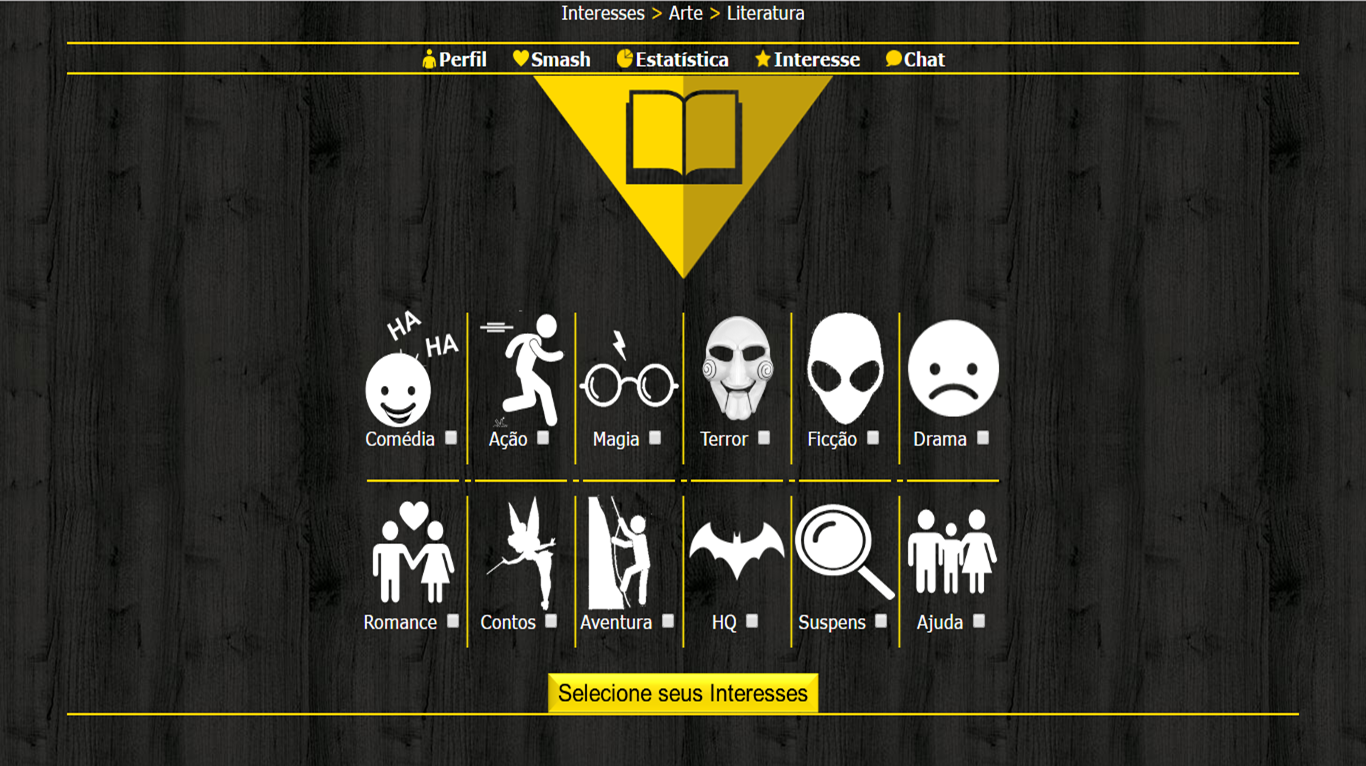 Interesses > Arte > Literatura
Perfil Smash Estatística Interesse Chat
HA
HA
Comédia Ação Magia Terror Ficção Drama
Romance Contos Aventura HQ Suspens Ajuda
Selecione seus Interesses